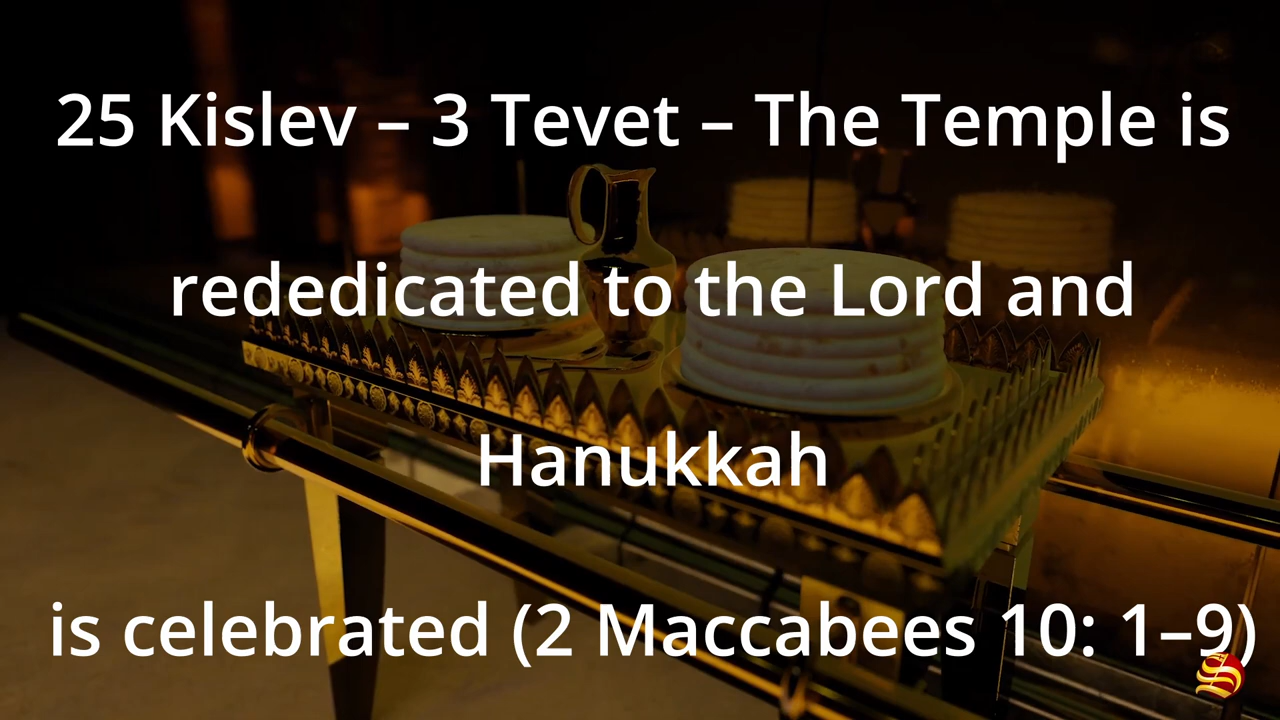 25 Kislev – 3 Tevet – The Temple is
rededicated to the Lord and
Hanukkah
is celebrated (2 Maccabees 10: 1–9)
S